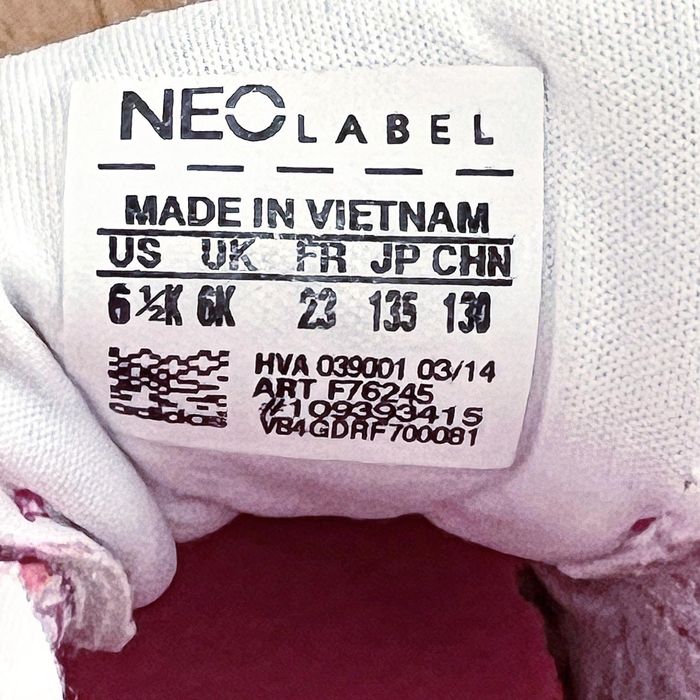 NEO LABEL
MADE IN VIETNAM
US UK FR JP CHN
6 ½K 6K 23 135 130
HVA 039001 03/14
ART F76245
#109393415
VB4GDRF700081
adidas